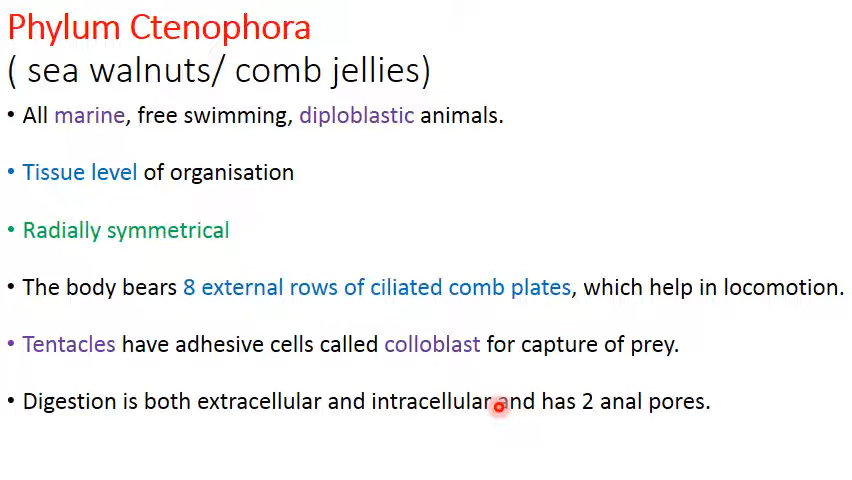 Phylum Ctenophora
( sea walnuts/ comb jellies)
• All marine, free swimming, diploblastic animals.
• Tissue level of organisation
• Radially symmetrical
• The body bears 8 external rows of ciliated comb plates, which help in locomotion.
• Tentacles have adhesive cells called colloblast for capture of prey.
• Digestion is both extracellular and intracellular and has 2 anal pores.